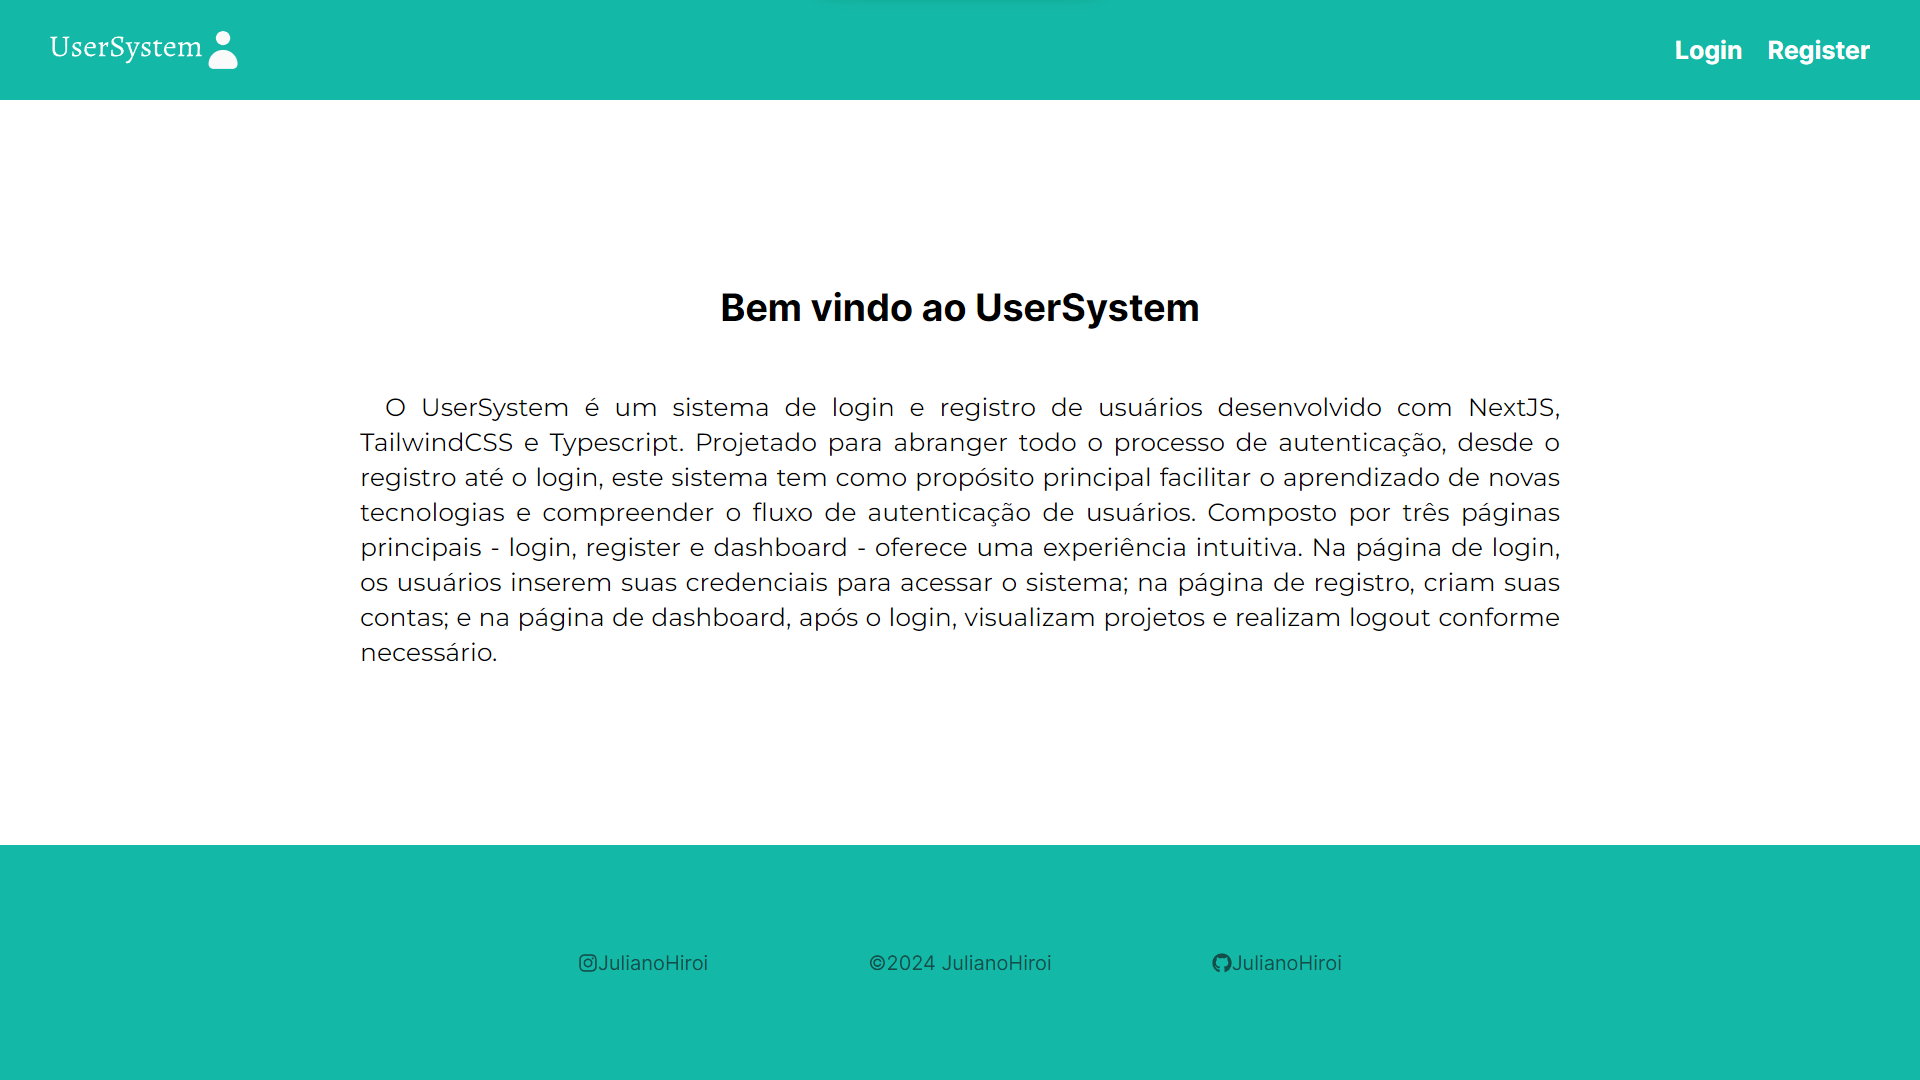 UserSystem
Login Register
Bem vindo ao UserSystem
O UserSystem é um sistema de login e registro de usuários desenvolvido com NextJS,
TailwindCSS e Typescript. Projetado para abranger todo o processo de autenticação, desde o
registro até o login, este sistema tem como propósito principal facilitar o aprendizado de novas
tecnologias e compreender o fluxo de autenticação de usuários. Composto por três páginas
principais - login, register e dashboard - oferece uma experiência intuitiva. Na página de login,
os usuários inserem suas credenciais para acessar o sistema; na página de registro, criam suas
contas; e na página de dashboard, após o login, visualizam projetos e realizam logout conforme
necessário.
JulianoHiroi
©2024 JulianoHiroi
JulianoHiroi